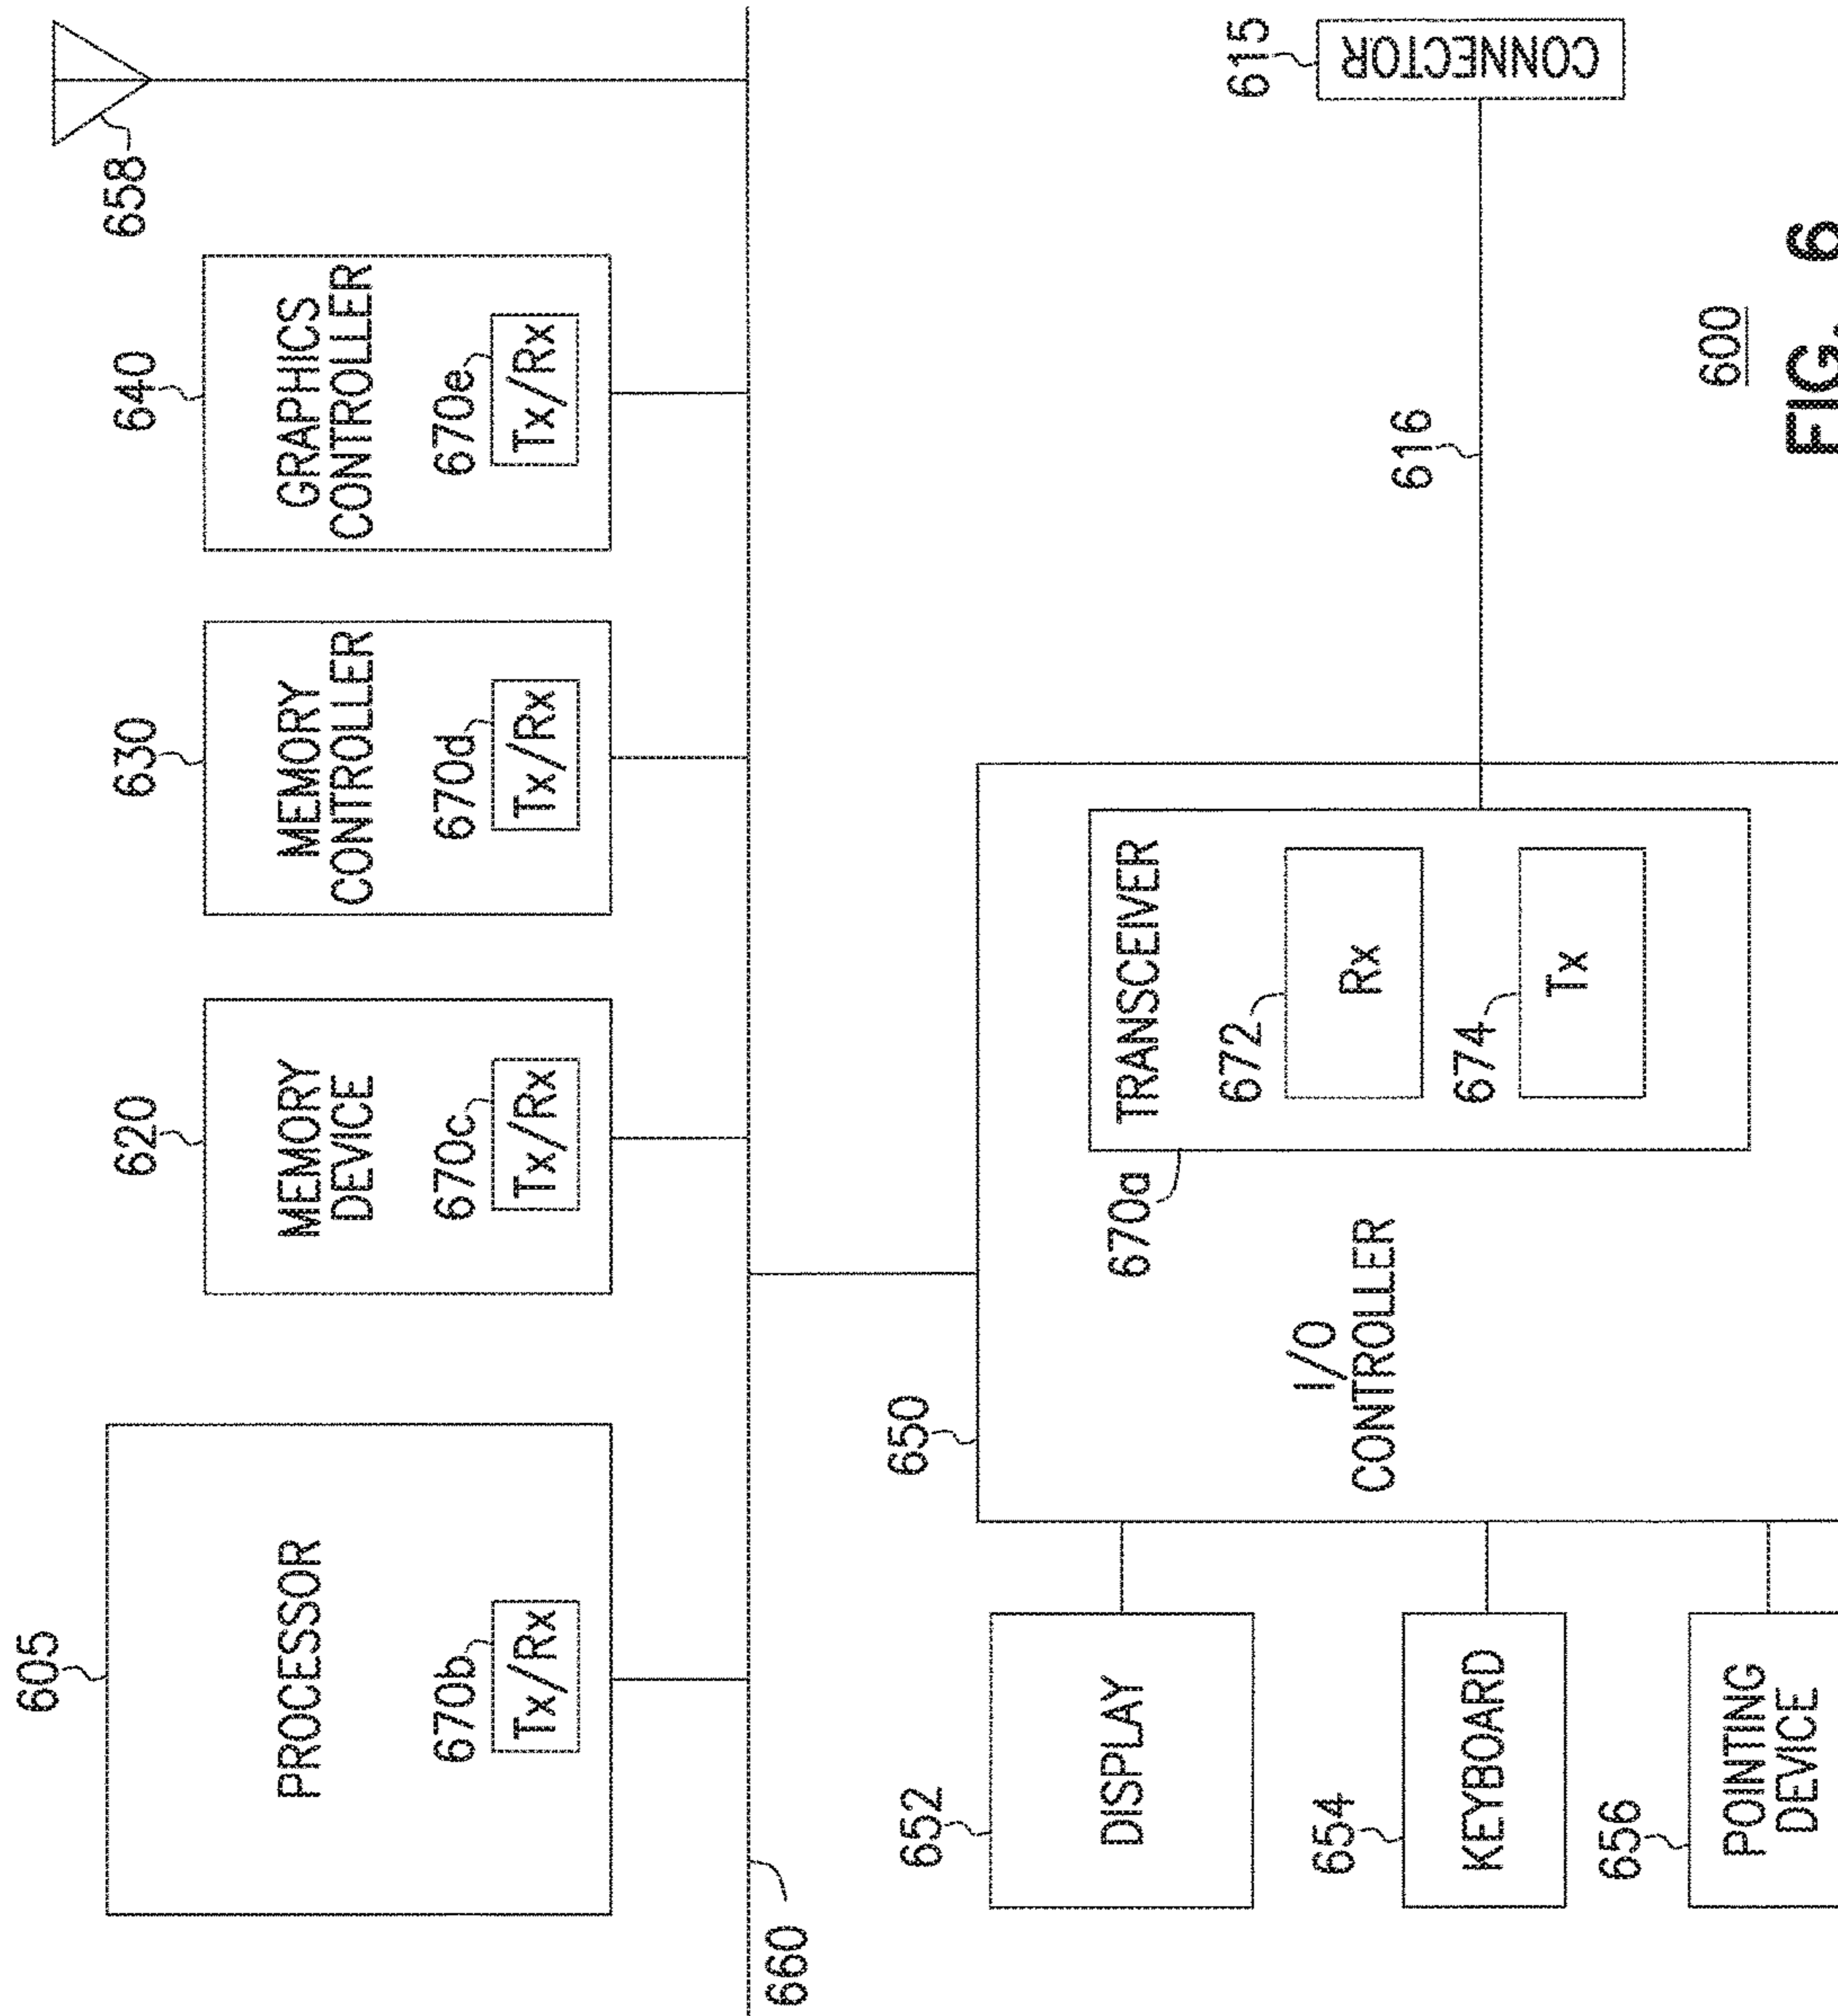 605
PROCESSOR
670b
Tx/Rx
620
MEMORY
DEVICE
670c
Tx/Rx
630
MEMORY
CONTROLLER
670d
Tx/Rx
640
GRAPHICS
CONTROLLER
670e
Tx/Rx
658
660
650
652
DISPLAY
654
KEYBOARD
656
POINTING
DEVICE
I/O
CONTROLLER
670a
TRANSCEIVER
672
Rx
674
Tx
616
615
CONNECTOR
600
FIG. 6